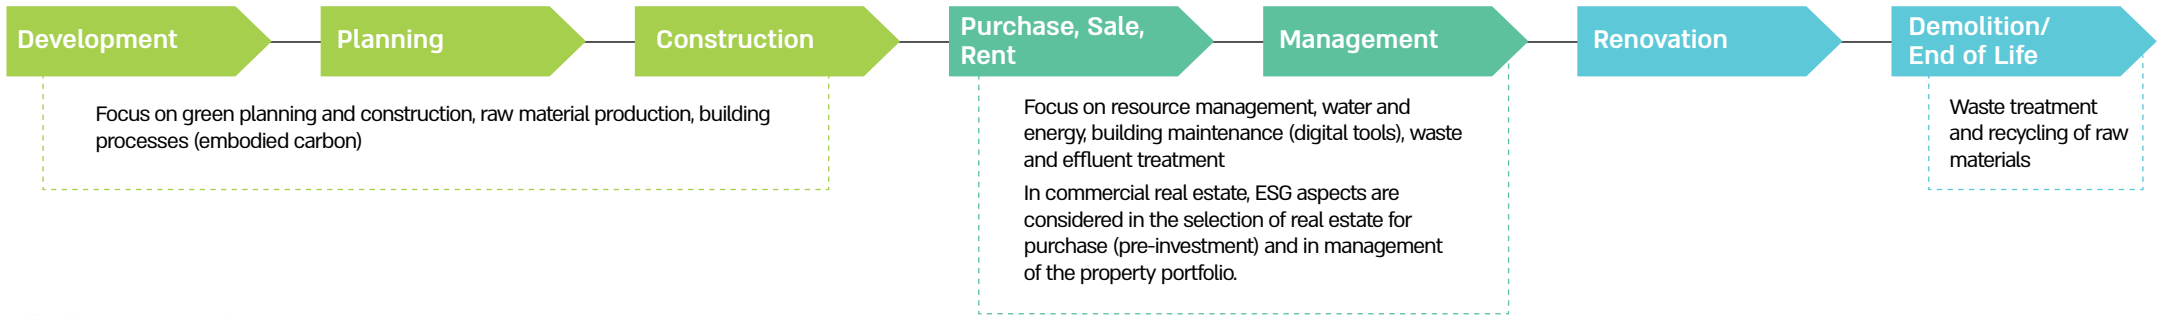 Development
Planning
Construction
Purchase, Sale,
Rent
Management
Renovation
Demolition/
End of Life
Focus on green planning and construction, raw material production, building
processes (embodied carbon)
Focus on resource management, water and
energy, building maintenance (digital tools), waste
and effluent treatment
In commercial real estate, ESG aspects are
considered in the selection of real estate for
purchase (pre-investment) and in management
of the property portfolio.
Waste treatment
and recycling of raw
materials